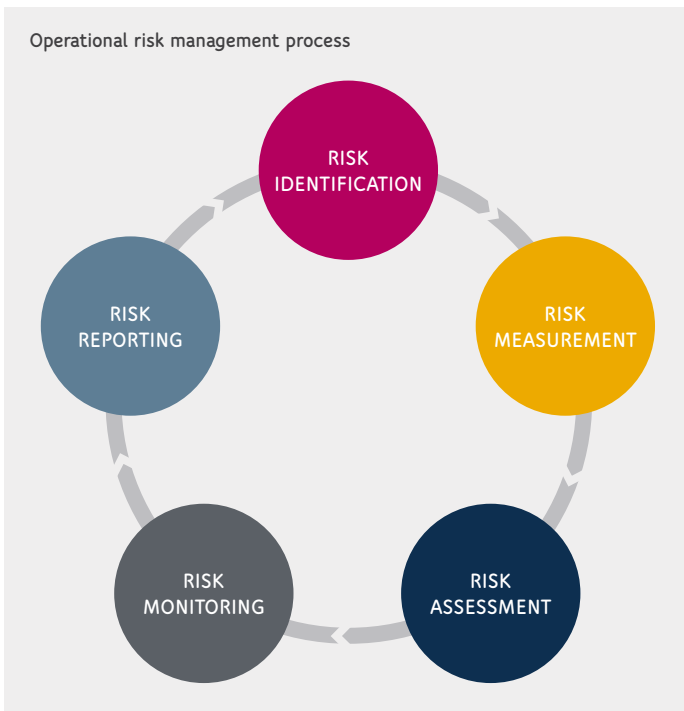 Operational risk management process
RISK
IDENTIFICATION
RISK
MEASUREMENT
RISK
ASSESSMENT
RISK
MONITORING
RISK
REPORTING